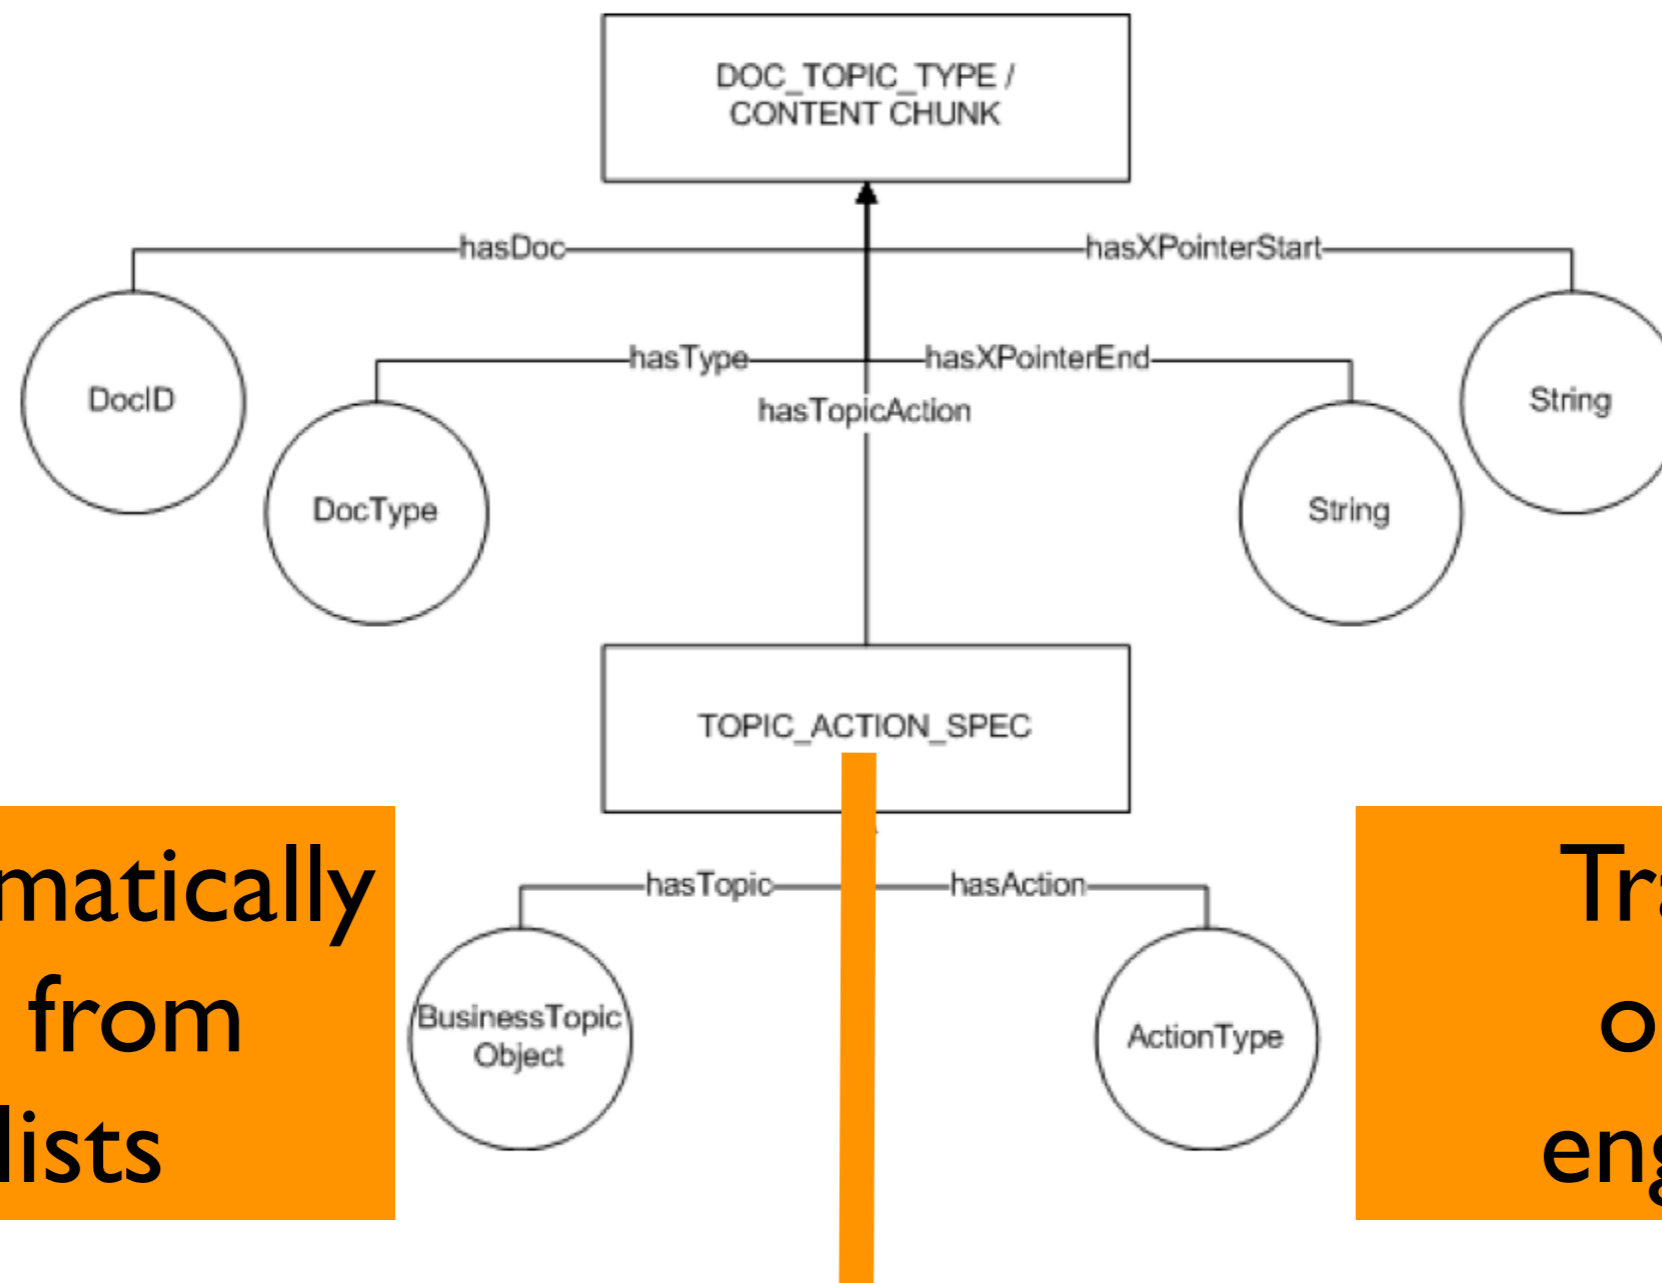 DOC_TOPIC_TYPE /
CONTENT CHUNK
hasDoc
hasXPointerStart
hasType
hasXPointerEnd
DocID
String
hasTopicAction
DocType
String
TOPIC_ACTION_SPEC
matically
from
lists
hasTopic
hasAction
BusinessTopic
Object
ActionType